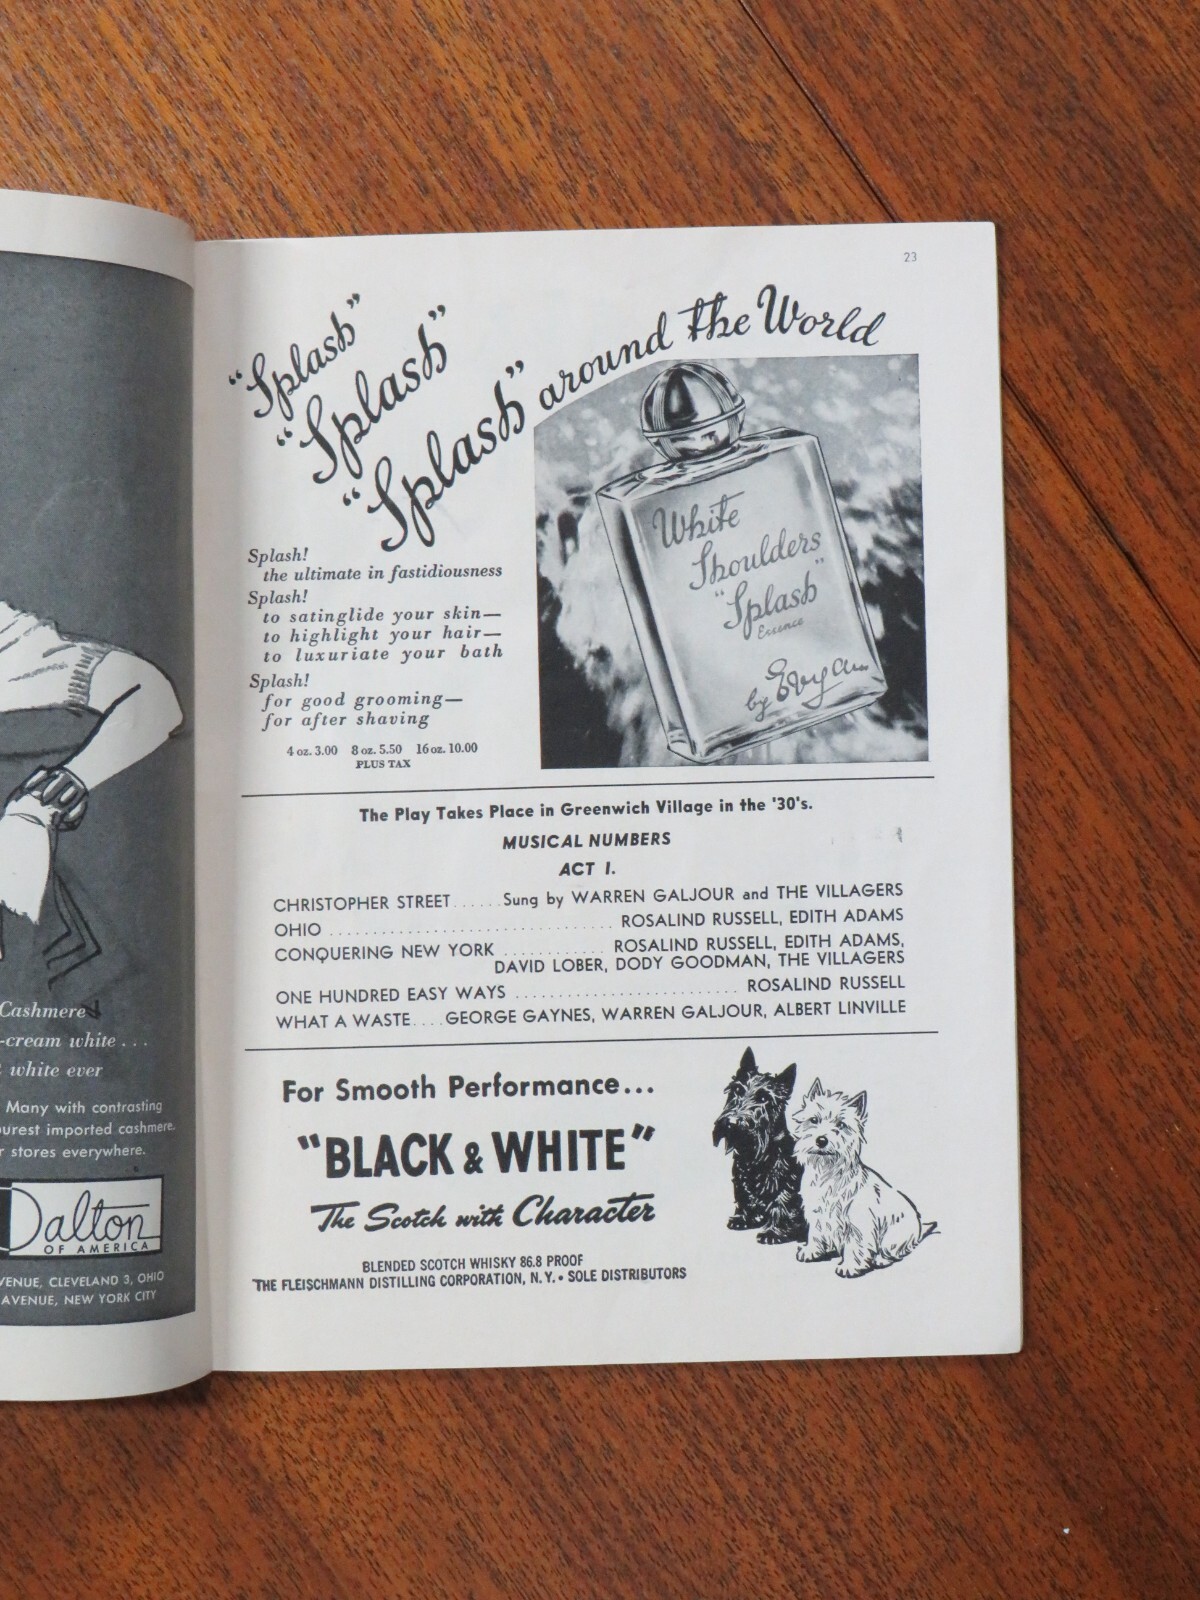 Cashmere
-cream white . . .
white ever
Many with contrasting
purest imported cashmere.
stores everywhere.
Dalton
OF AMERICA
AVENUE, CLEVELAND 3, OHIO
AVENUE, NEW YORK CITY
23
"Splash"
"Splash"
"Splash" around the World
White
Shoulders
"Splash"
Essence
by Evyan
Splash!
the ultimate in fastidiousness
Splash!
to satinglide your skin—
to highlight your hair—
to luxuriate your bath
Splash!
for good grooming—
for after shaving
4 oz. 3.00 8 oz. 5.50 16 oz. 10.00
PLUS TAX
The Play Takes Place in Greenwich Village in the '30's.
MUSICAL NUMBERS
ACT I.
CHRISTOPHER STREET......Sung by WARREN GALJOUR and THE VILLAGERS
OHIO ................................ ROSALIND RUSSELL, EDITH ADAMS
CONQUERING NEW YORK ............ ROSALIND RUSSELL, EDITH ADAMS,
DAVID LOBER, DODY GOODMAN, THE VILLAGERS
ONE HUNDRED EASY WAYS .......................... ROSALIND RUSSELL
WHAT A WASTE....GEORGE GAYNES, WARREN GALJOUR, ALBERT LINVILLE
For Smooth Performance...
"BLACK & WHITE"
The Scotch with Character
BLENDED SCOTCH WHISKY 86.8 PROOF
THE FLEISCHMANN DISTILLING CORPORATION, N.Y. • SOLE DISTRIBUTORS